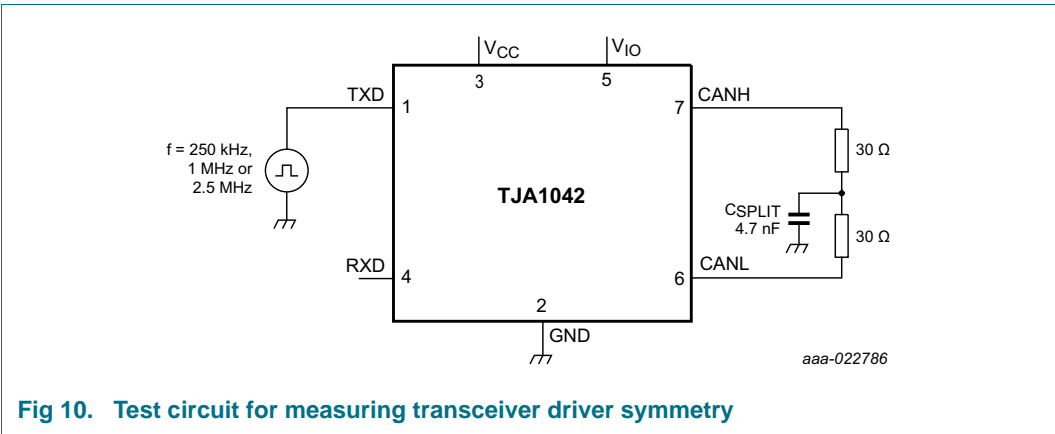 VCC
VIO
3
5
TXD
1
7
CANH
f = 250 kHz,
1 MHz or
2.5 MHz
30 Ω
TJA1042
CSPLIT
4.7 nF
30 Ω
RXD
4
6
CANL
2
GND
aaa-022786
Fig 10. Test circuit for measuring transceiver driver symmetry